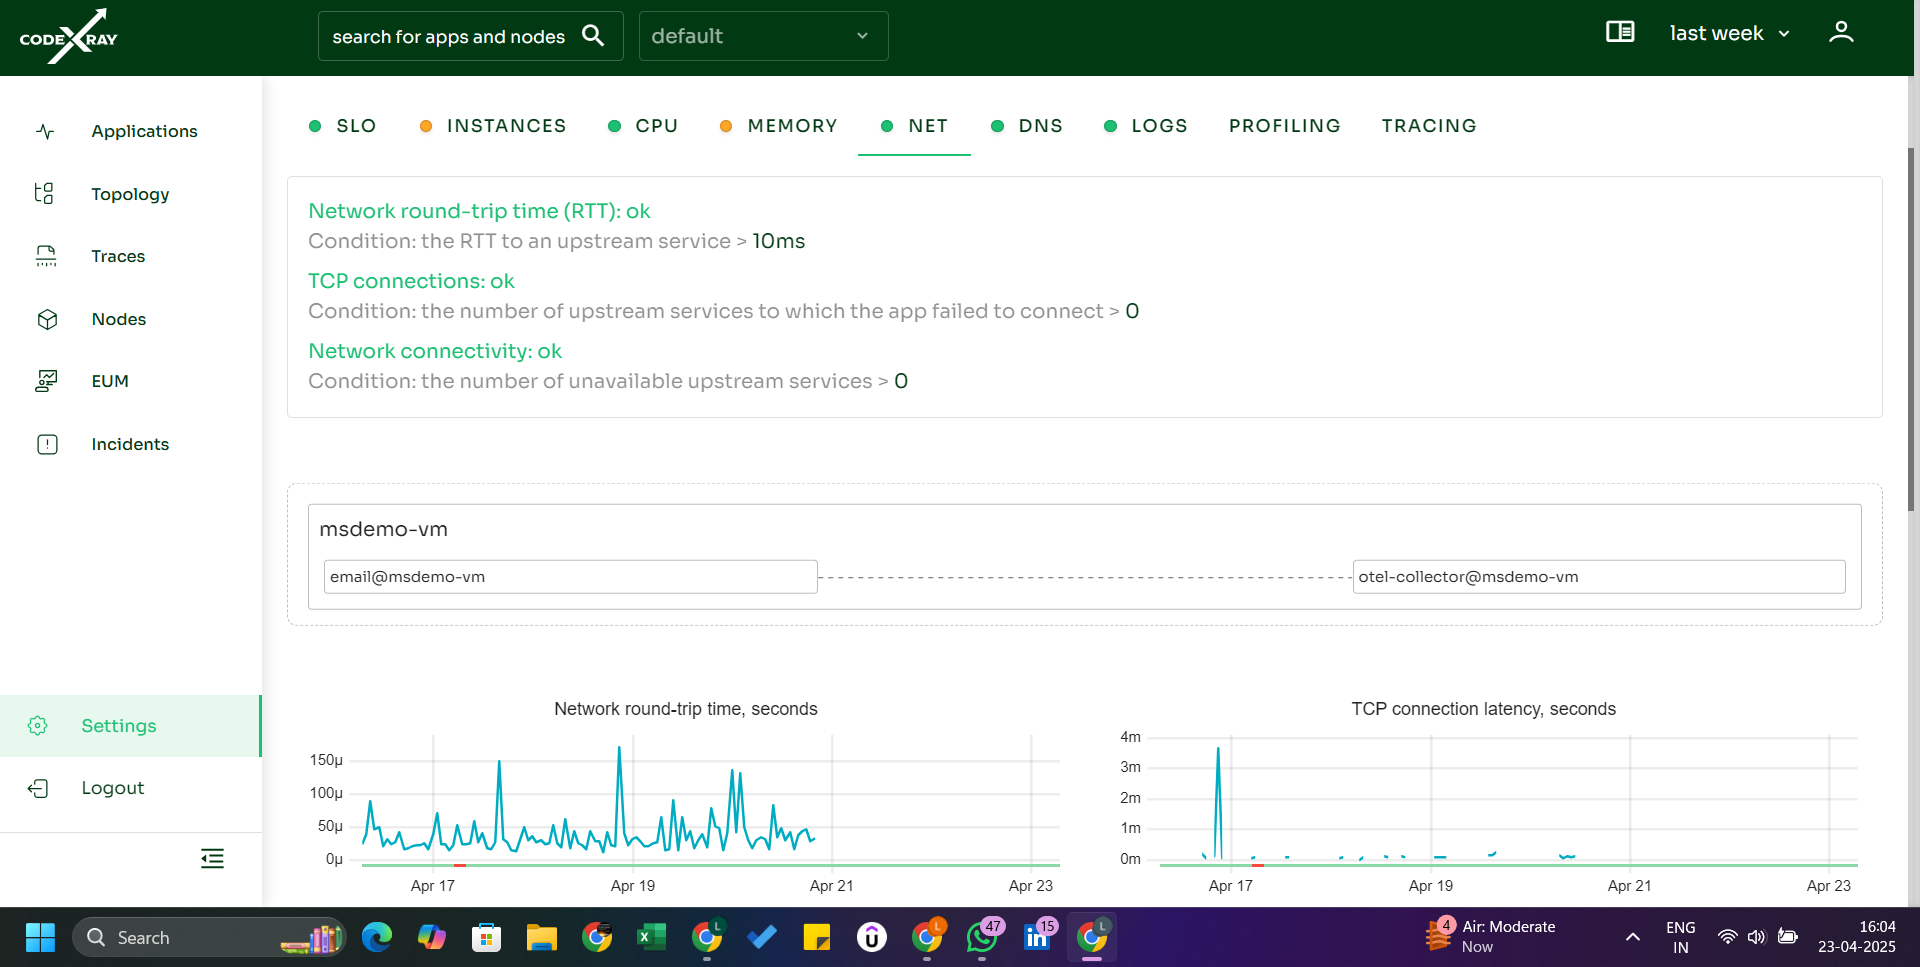 CODEXRAY
search for apps and nodes
default
last week
Applications
Topology
Traces
Nodes
EUM
Incidents
Settings
Logout
SLO
INSTANCES
CPU
MEMORY
NET
DNS
LOGS
PROFILING
TRACING
Network round-trip time (RTT): ok
Condition: the RTT to an upstream service > 10ms
TCP connections: ok
Condition: the number of upstream services to which the app failed to connect > 0
Network connectivity: ok
Condition: the number of unavailable upstream services > 0
msdemo-vm
email@msdemo-vm
otel-collector@msdemo-vm
Network round-trip time, seconds
150μ
100μ
50μ
0μ
Apr 17
Apr 19
Apr 21
Apr 23
TCP connection latency, seconds
4m
3m
2m
1m
0m
Apr 17
Apr 19
Apr 21
Apr 23
Search
L
L
47
15
L
4
Air: Moderate
Now
ENG
IN
16:04
23-04-2025